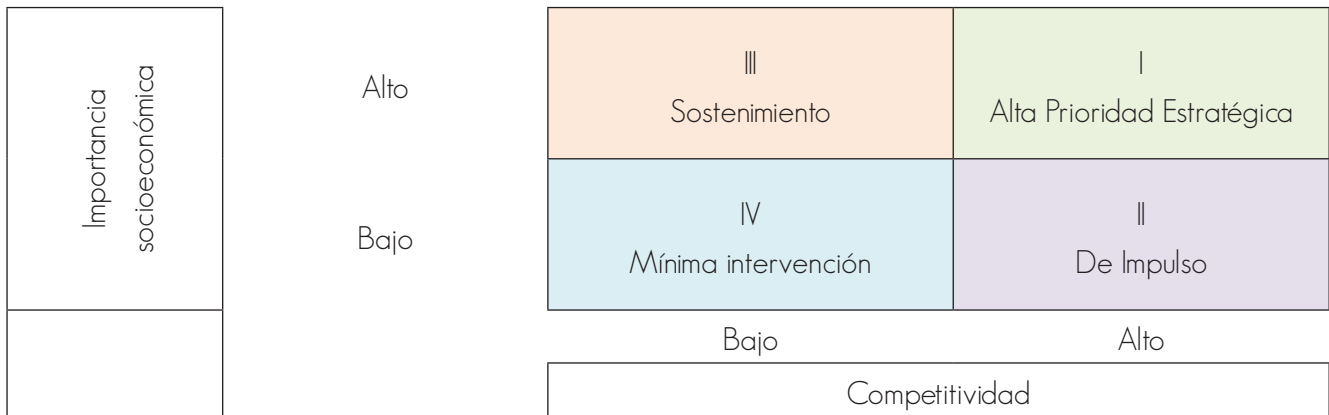 Importancia
socioeconómica
Alto
III
Sostenimiento
I
Alta Prioridad Estratégica
Bajo
IV
Mínima intervención
II
De Impulso
Bajo
Alto
Competitividad